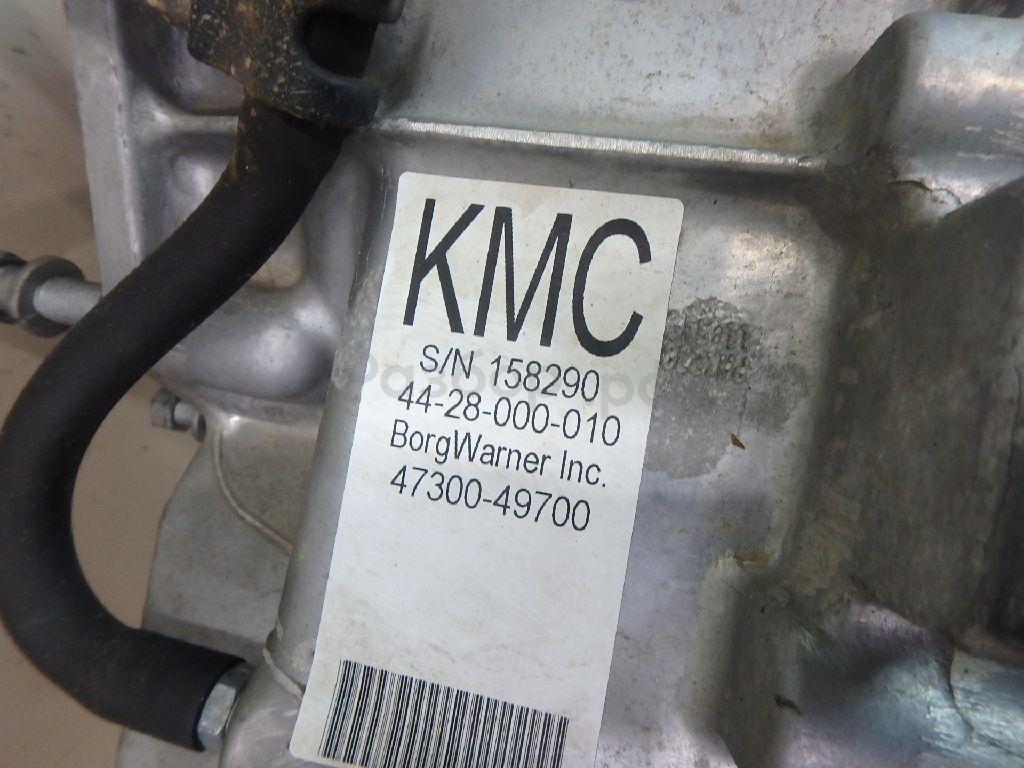 KMC
S/N 158290
44-28-000-010
BorgWarner Inc.
47300-49700